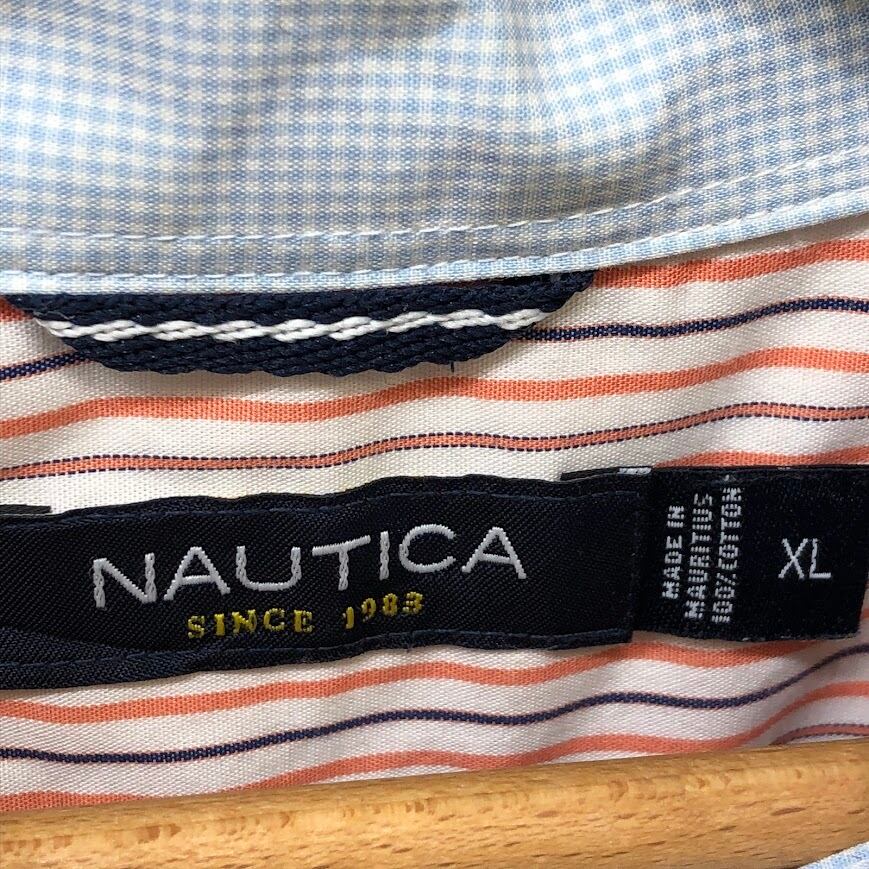 NAUTICA
SINCE 1983
MADE IN
MAURITIUS
100% COTTON
XL